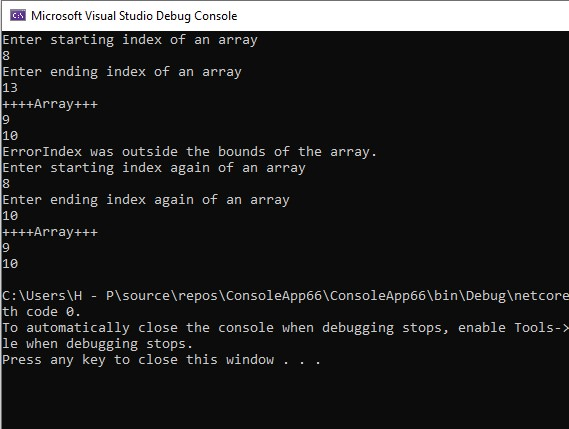 C:\ Microsoft Visual Studio Debug Console
Enter starting index of an array
8
Enter ending index of an array
13
++++Array+++
9
10
ErrorIndex was outside the bounds of the array.
Enter starting index again of an array
8
Enter ending index again of an array
10
++++Array+++
9
10
C:\Users\H - P\source\repos\ConsoleApp66\ConsoleApp66\bin\Debug\netcore
th code 0.
To automatically close the console when debugging stops, enable Tools->
le when debugging stops.
Press any key to close this window . . .